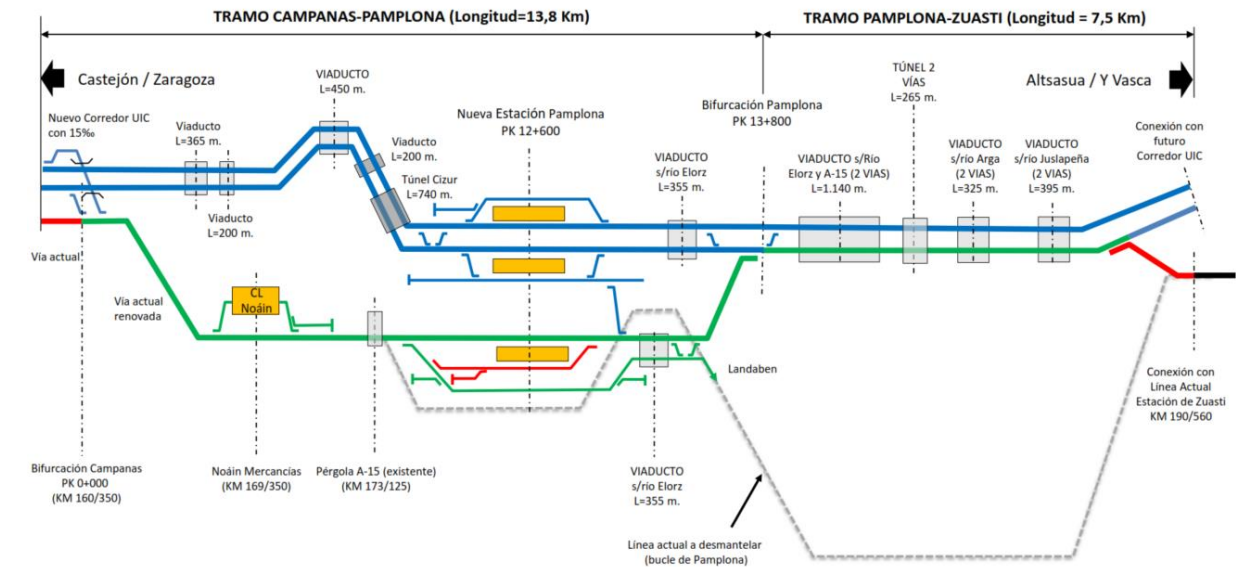 TRAMO CAMPANAS-PAMPLONA (Longitud=13,8 Km)
TRAMO PAMPLONA-ZUASTI (Longitud = 7,5 Km)
Castejón / Zaragoza
Altsasua / Y Vasca
Nuevo Corredor UIC
con 15‰
Viaducto
L=365 m.
Viaducto
L=200 m.
VIADUCTO
L=450 m.
Viaducto
L=200 m.
Túnel Cizur
L=740 m.
Nueva Estación Pamplona
PK 12+600
VIADUCTO
s/rio Elorz
L=355 m.
Bifurcación Pamplona
PK 13+800
VIADUCTO s/Rio
Elorz y A-15 (2 VIAS)
L=1.140 m.
TÚNEL 2
VÍAS
L=265 m.
VIADUCTO
s/río Arga
(2 VIAS)
L=325 m.
VIADUCTO
s/río Juslapeña
(2 VIAS)
L=395 m.
Conexión con
futuro
Corredor UIC
Vía actual
Vía actual
renovada
CL
Noáin
Landaben
Bifurcación Campanas
PK 0+000
(KM 160/350)
Noáin Mercancías
(KM 169/350)
Pérgola A-15 (existente)
(KM 173/125)
VIADUCTO
s/rio Elorz
L=355 m.
Línea actual a desmantelar
(bucle de Pamplona)
Conexión con
Línea Actual
Estación de Zuasti
KM 190/560